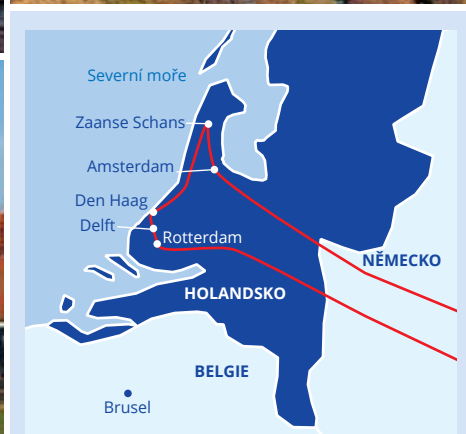 Severní moře
Zaanse Schans
Amsterdam
Den Haag
Delft
Rotterdam
NĚMECKO
HOLANDSKO
BELGIE
Brusel